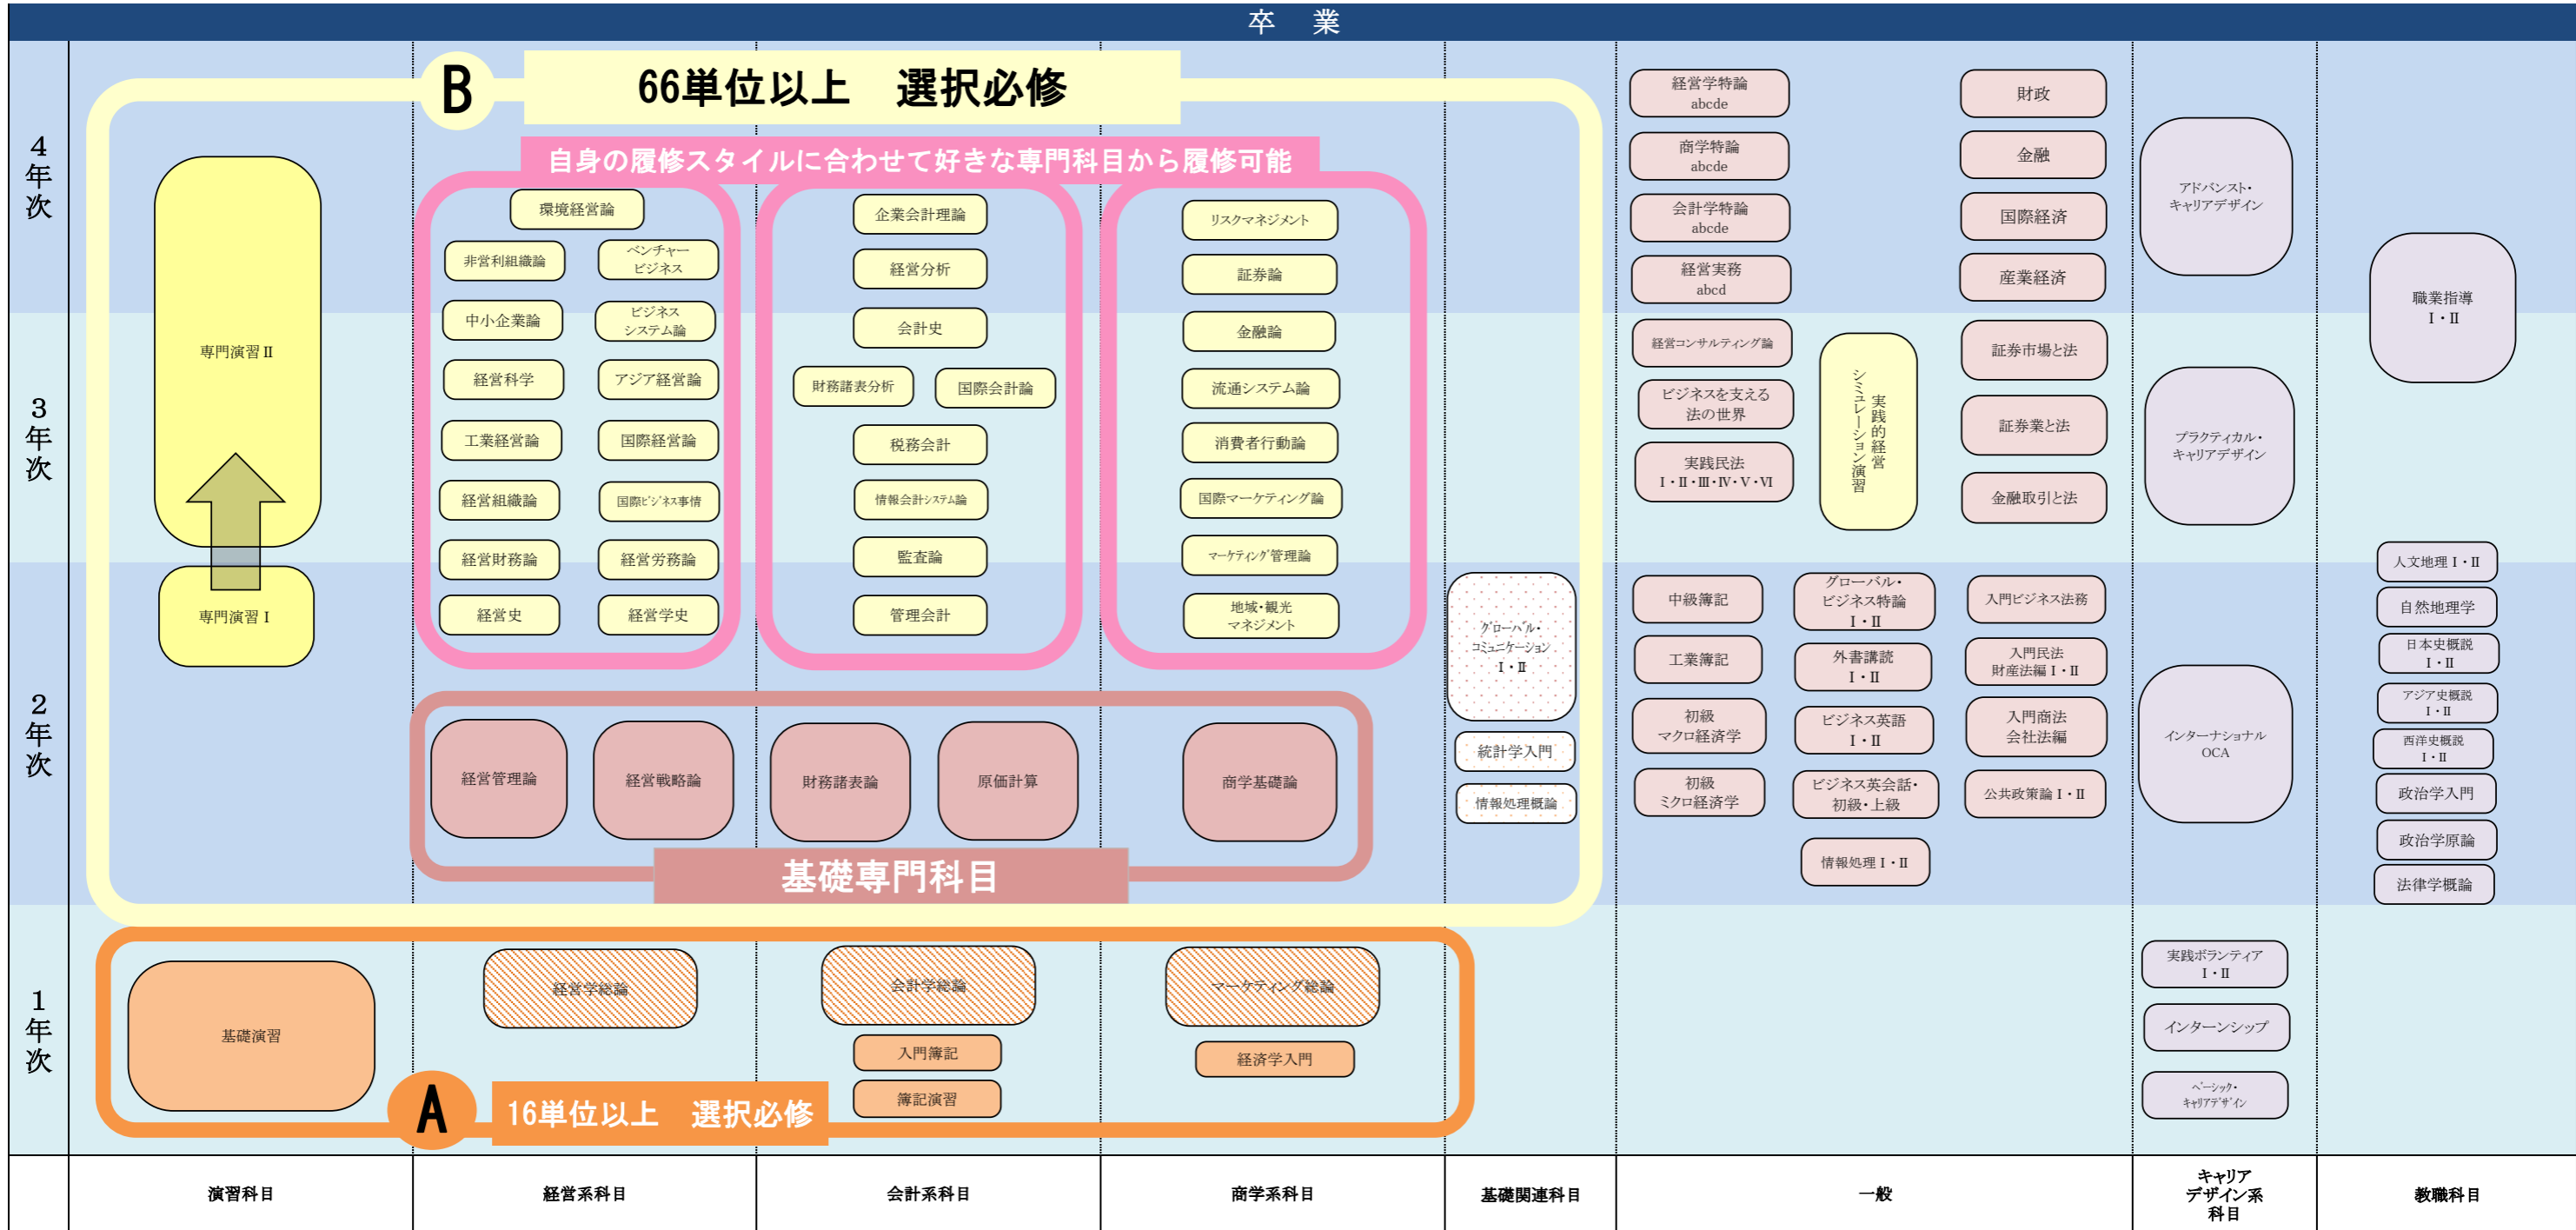 卒　業
4年次
3年次
2年次
1年次
B
66単位以上　選択必修
自身の履修スタイルに合わせて好きな専門科目から履修可能
専門演習Ⅱ
専門演習Ⅰ
環境経営論
非営利組織論
ベンチャー
ビジネス
中小企業論
ビジネス
システム論
経営科学
アジア経営論
工業経営論
国際経営論
経営組織論
国際ビジネス事情
経営財務論
経営労務論
経営史
経営学史
企業会計理論
経営分析
会計史
財務諸表分析
国際会計論
税務会計
情報会計システム論
監査論
管理会計
リスクマネジメント
証券論
金融論
流通システム論
消費者行動論
国際マーケティング論
マーケティング管理論
地域・観光
マネジメント
経営管理論
経営戦略論
財務諸表論
原価計算
商学基礎論
基礎専門科目
グローバル・
コミュニケーション
Ⅰ・Ⅱ
統計学入門
情報処理概論
経営学特論
abcde
商学特論
abcde
会計学特論
abcde
経営実務
abcd
経営コンサルティング論
ビジネスを支える
法の世界
実践民法
Ⅰ・Ⅱ・Ⅲ・Ⅳ・Ⅴ・Ⅵ
実践的経営
シミュレーション演習
財政
金融
国際経済
産業経済
証券市場と法
証券業と法
金融取引と法
中級簿記
工業簿記
初級
マクロ経済学
初級
ミクロ経済学
グローバル・
ビジネス特論
Ⅰ・Ⅱ
外書講読
Ⅰ・Ⅱ
ビジネス英語
Ⅰ・Ⅱ
ビジネス英会話・
初級・上級
情報処理Ⅰ・Ⅱ
入門ビジネス法務
入門民法
財産法編Ⅰ・Ⅱ
入門商法
会社法編
公共政策論Ⅰ・Ⅱ
アドバンスト・
キャリアデザイン
プラクティカル・
キャリアデザイン
インターナショナル
OCA
実践ボランティア
Ⅰ・Ⅱ
インターンシップ
ベーシック・
キャリアデザイン
職業指導
Ⅰ・Ⅱ
人文地理Ⅰ・Ⅱ
自然地理学
日本史概説
Ⅰ・Ⅱ
アジア史概説
Ⅰ・Ⅱ
西洋史概説
Ⅰ・Ⅱ
政治学入門
政治学原論
法律学概論
基礎演習
経営学総論
会計学総論
マーケティング総論
入門簿記
簿記演習
経済学入門
A
16単位以上　選択必修
演習科目
経営系科目
会計系科目
商学系科目
基礎関連科目
一般
キャリア
デザイン系
科目
教職科目